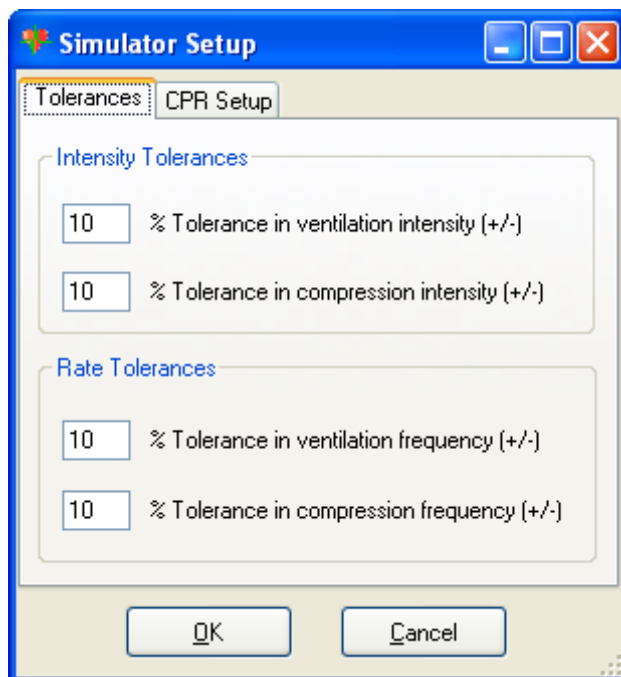 Simulator Setup
Tolerances
CPR Setup
Intensity Tolerances
10 % Tolerance in ventilation intensity (+/-)
10 % Tolerance in compression intensity (+/-)
Rate Tolerances
10 % Tolerance in ventilation frequency (+/-)
10 % Tolerance in compression frequency (+/-)
OK
Cancel